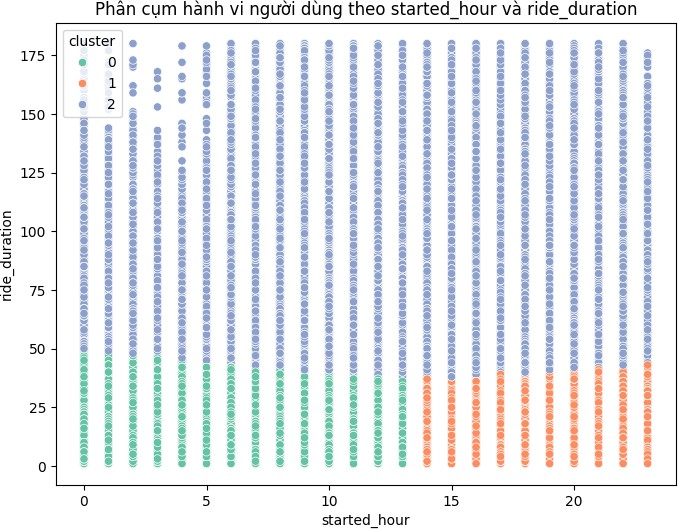 Phân cụm hành vi người dùng theo started_hour và ride_duration
cluster
0
1
2
175
150
125
100
75
50
25
0
ride_duration
0 5 10 15 20
started_hour